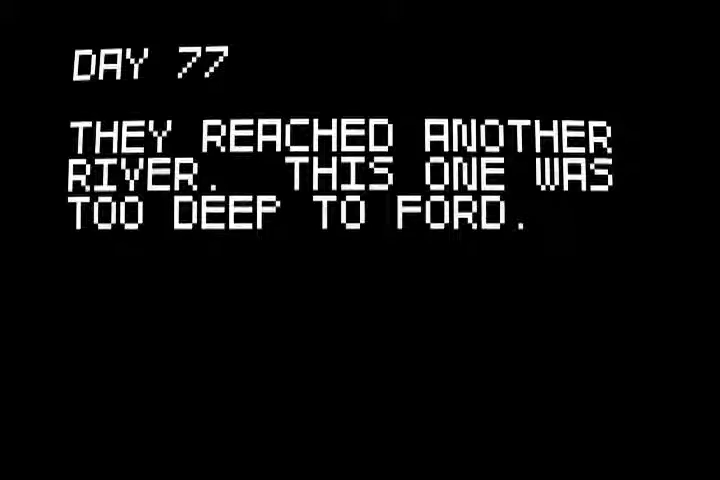 DAY 77
THEY REACHED ANOTHER
RIVER. THIS ONE WAS
TOO DEEP TO FORD.